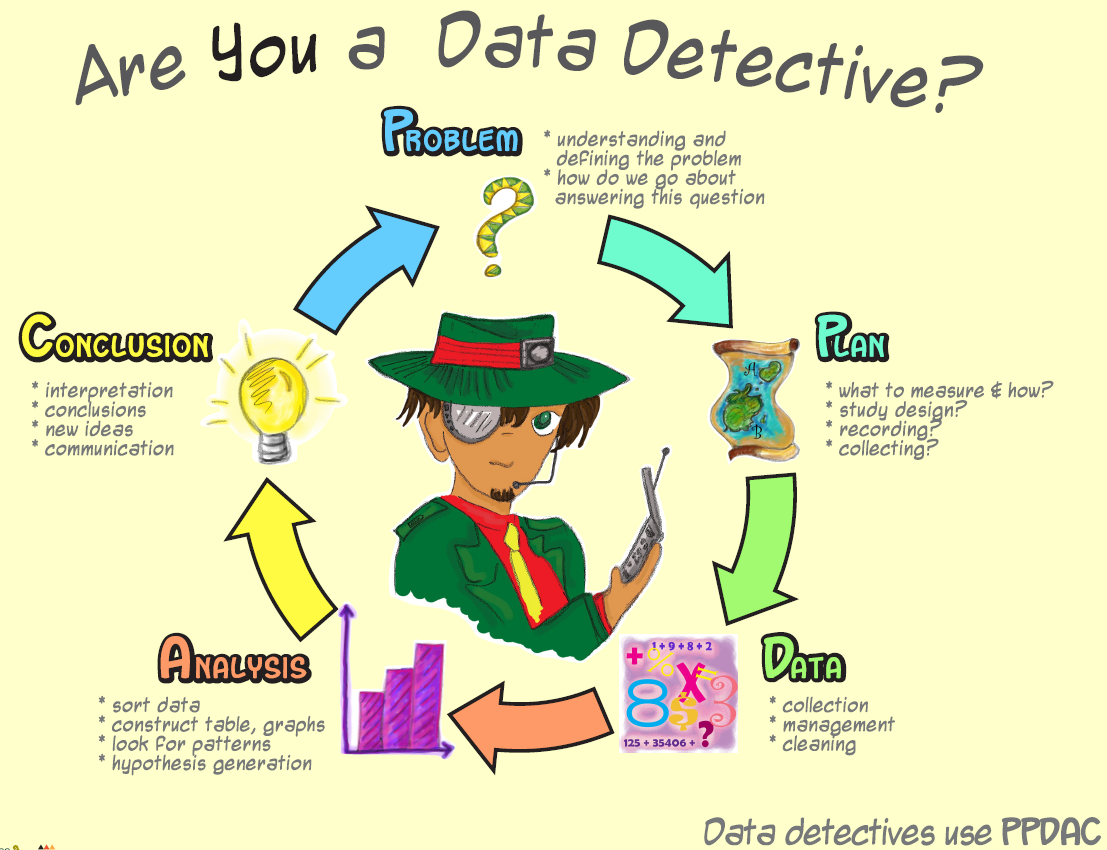 Are you a Data Detective?
PROBLEM
* understanding and
defining the problem
* how do we go about
answering this question
PLAN
* what to measure & how?
* study design?
* recording?
* collecting?
A
B
DATA
* collection
* management
* cleaning
1 + 9 + 8 + 2
+ % X =
8 $ 3
?
125 + 35406 +
ANALYSIS
* sort data
* construct table, graphs
* look for patterns
* hypothesis generation
CONCLUSION
* interpretation
* conclusions
* new ideas
* communication
Data detectives use PPDAC